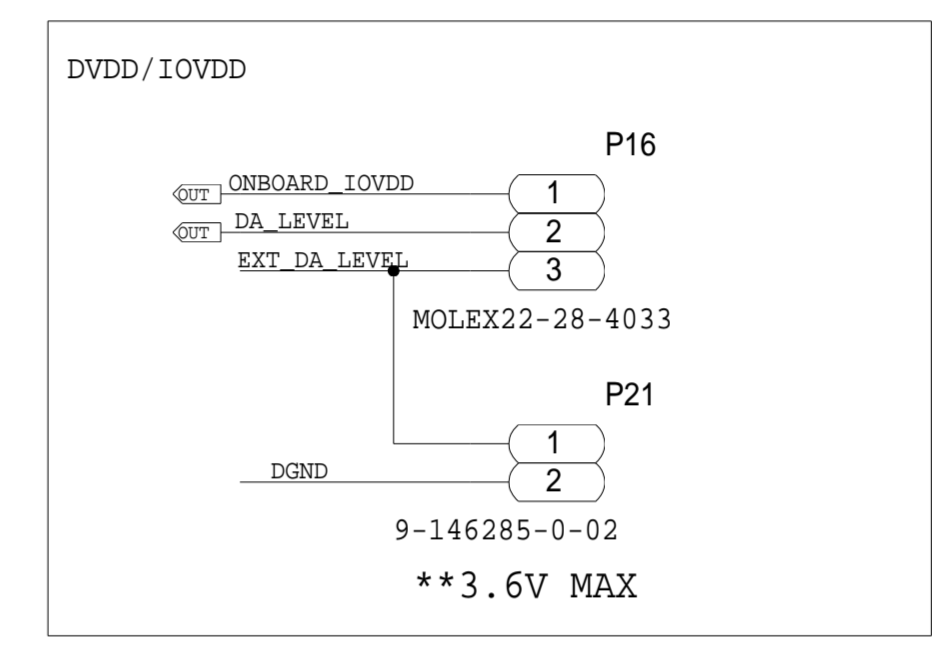 DVDD/IOVDD
P16
OUT ONBOARD_IOVDD 1
OUT DA_LEVEL 2
EXT_DA_LEVEL 3
MOLEX22-28-4033
P21
1
DGND 2
9-146285-0-02
**3.6V MAX